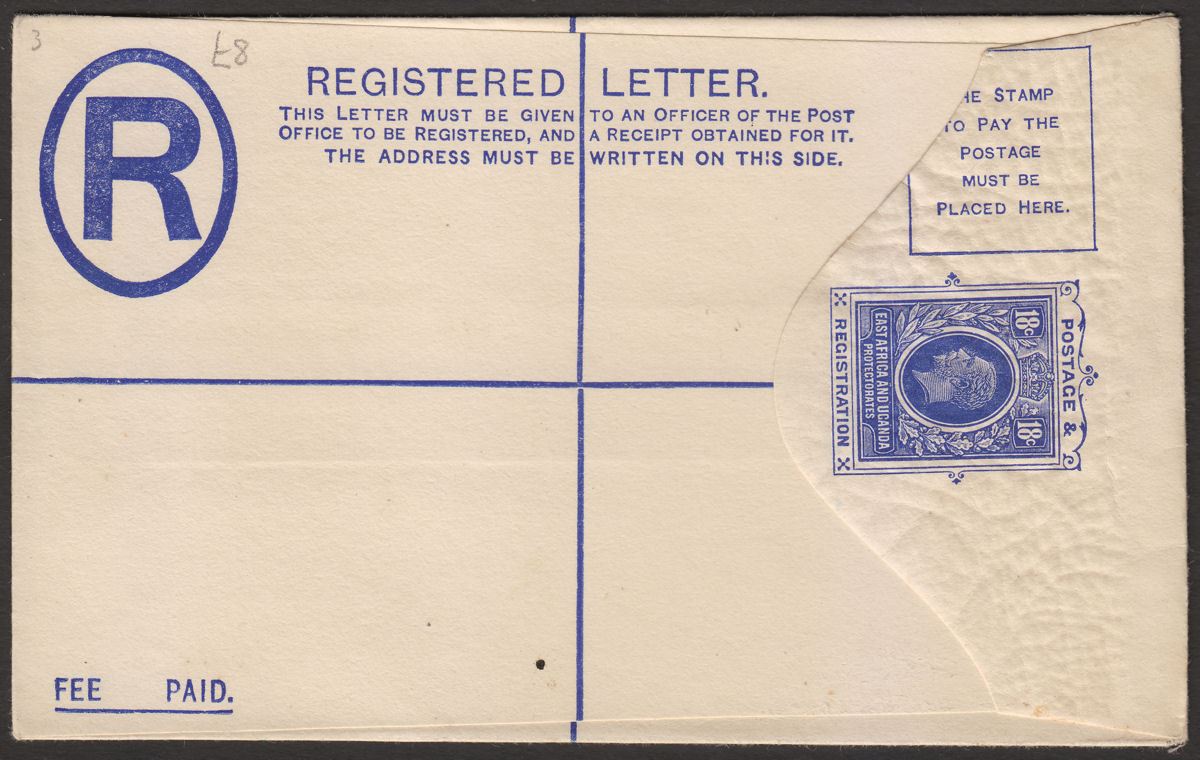 3
£8
R
REGISTERED LETTER.
THIS LETTER MUST BE GIVEN TO AN OFFICER OF THE POST
OFFICE TO BE REGISTERED, AND A RECEIPT OBTAINED FOR IT.
THE ADDRESS MUST BE WRITTEN ON THIS SIDE.
HE STAMP
TO PAY THE
POSTAGE
MUST BE
PLACED HERE.
POSTAGE &
REGISTRATION
18c 18c
EAST AFRICA AND UGANDA
PROTECTORATES
FEE PAID.